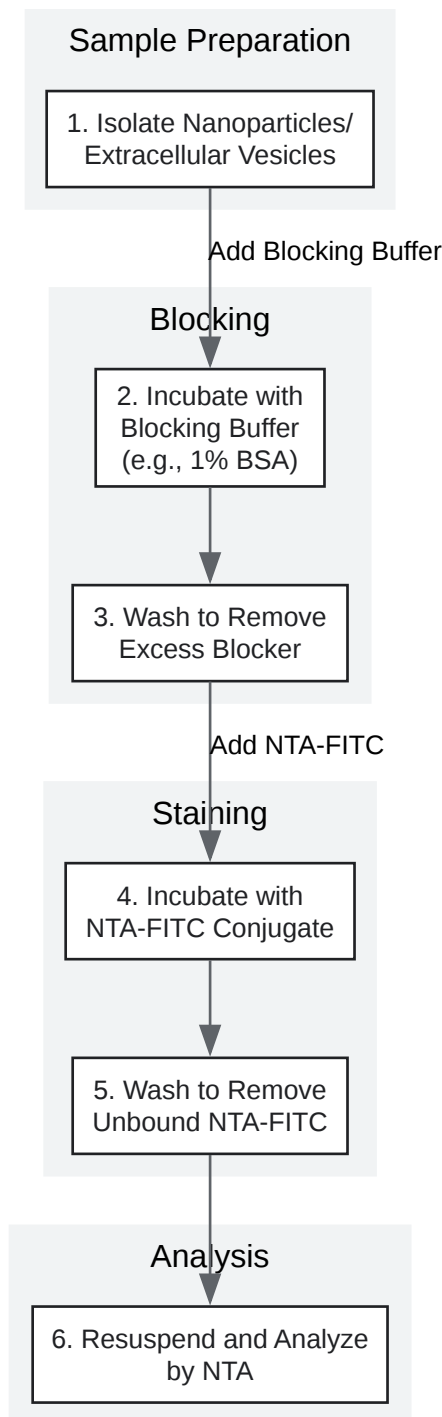 Sample Preparation
1. Isolate Nanoparticles/
Extracellular Vesicles
Add Blocking Buffer
Blocking
2. Incubate with
Blocking Buffer
(e.g., 1% BSA)
3. Wash to Remove
Excess Blocker
Add NTA-FITC
Staining
4. Incubate with
NTA-FITC Conjugate
5. Wash to Remove
Unbound NTA-FITC
Analysis
6. Resuspend and Analyze
by NTA